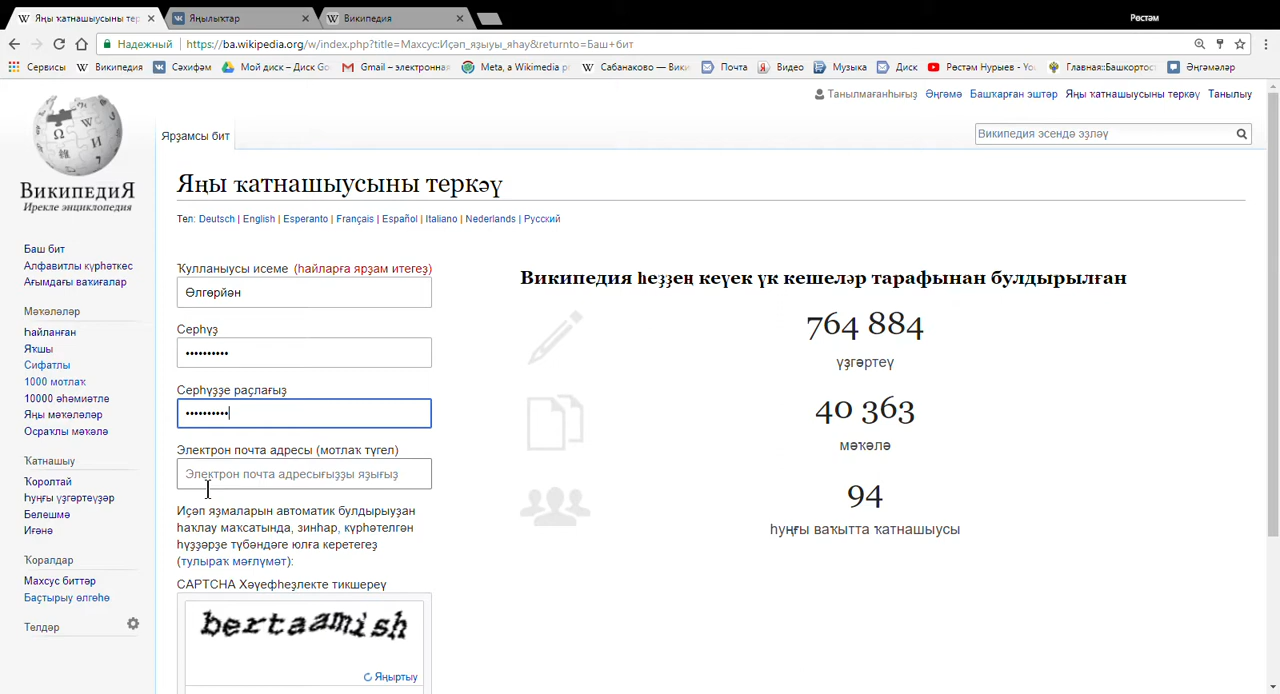 Яңы ҡатнашыусыны тер
Яңылыҡтар
Википедия
Рөстәм
Надежный
https://ba.wikipedia.org/w/index.php?title=Махсус:Иҫәп_яҙыуы_яһау&returnto=Баш+бит
Сервисы
Википедия
Сәхифәм
Мой диск – Диск Go
Gmail – электронная
Meta, a Wikimedia p
Сабанаково — Вики
Почта
Видео
Музыка
Диск
Рөстәм Нурыев - Yo
Главная::Башкортос
Әңгәмәләр
Танылмағанһығыҙ Әңгәмә Башҡарған эштәр Яңы ҡатнашыусыны теркәү Танылыу
Ярҙамсы бит
Википедия эсендә эҙләү
ВикипедиЯ
Ирекле энциклопедия
Яңы ҡатнашыусыны теркәү
Тел: Deutsch | English | Esperanto | Français | Español | Italiano | Nederlands | Русский
Баш бит
Алфавитлы күрһәткес
Ағымдағы ваҡиғалар
Мәҡәләләр
Һайланған
Яҡшы
Сифатлы
1000 мотлаҡ
10000 әһәмиәтле
Яңы мәҡәләләр
Осраҡлы мәҡәлә
Ҡатнашыу
Ҡоролтай
Һуңғы үҙгәртеүҙәр
Белешмә
Иғәнә
Ҡоралдар
Махсус биттәр
Баҫтырыу өлгөһө
Телдәр
Ҡулланыусы исеме (һайларға ярҙам итегеҙ)
Өлгөрйән
Серһүҙ
••••••••••
Серһүҙҙе раҫлағыҙ
••••••••••
Электрон почта адресы (мотлаҡ түгел)
Электрон почта адресығыҙҙы яҙығыҙ
Иҫәп яҙмаларын автоматик булдырыуҙан
һаҡлау маҡсатында, зинһар, күрһәтелгән
һүҙҙәрҙе түбәндәге юлға керетегеҙ
(тулыраҡ мәғлүмәт):
CAPTCHA Хәүефһеҙлекте тикшереү
bertaamish
Яңыртыу
Википедия һеҙҙең кеүек үк кешеләр тарафынан булдырылған
764 884
үҙгәртеү
40 363
мәҡәлә
94
һуңғы ваҡытта ҡатнашыусы